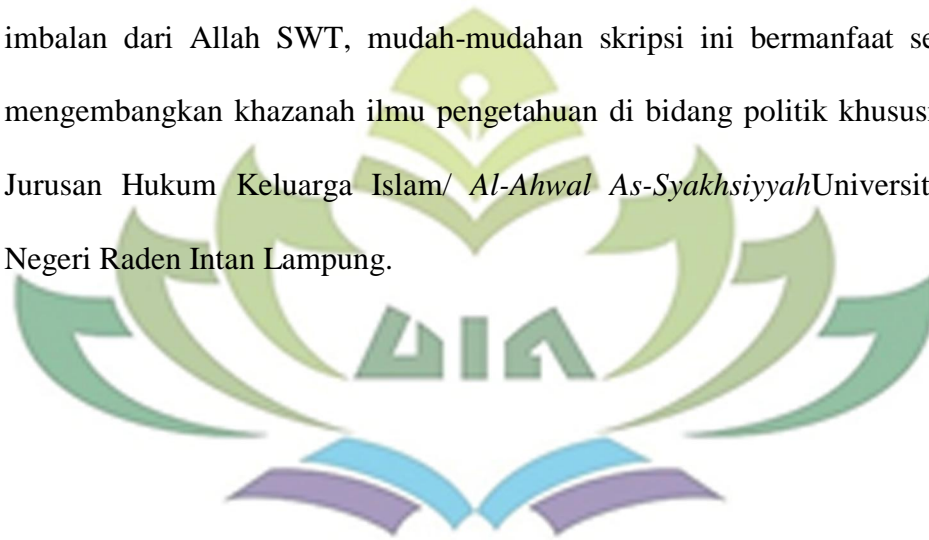 imbalan dari Allah SWT, mudah-mudahan skripsi ini bermanfaat
mengembangkan khazanah ilmu pengetahuan di bidang politik
Jurusan Hukum Keluarga Islam/ Al-Ahwal As-Syakhsiyyah
Negeri Raden Intan Lampung.
UIN